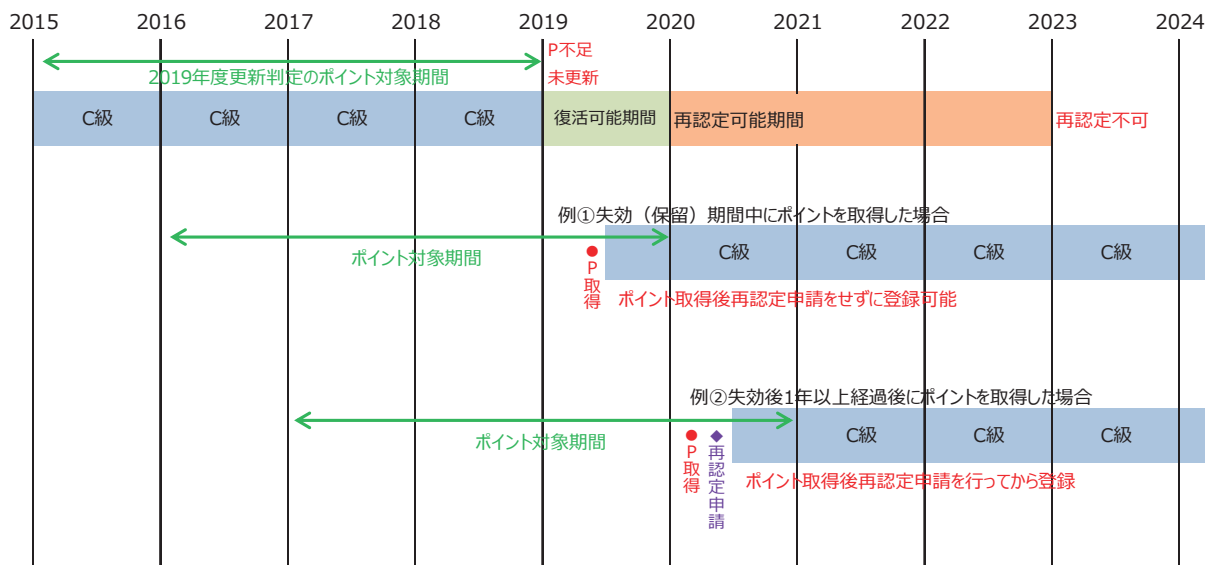 2015 2016 2017 2018 2019 2020 2021 2022 2023 2024
P不足
2019年度更新判定のポイント対象期間
未更新
C級 C級 C級 C級 復活可能期間 再認定可能期間 再認定不可
例①失効（保留）期間中にポイントを取得した場合
ポイント対象期間
C級 C級 C級 C級
●P取得
ポイント取得後再認定申請をせずに登録可能
例②失効後1年以上経過後にポイントを取得した場合
ポイント対象期間
C級 C級 C級
●P取得
◆再認定申請
ポイント取得後再認定申請を行ってから登録